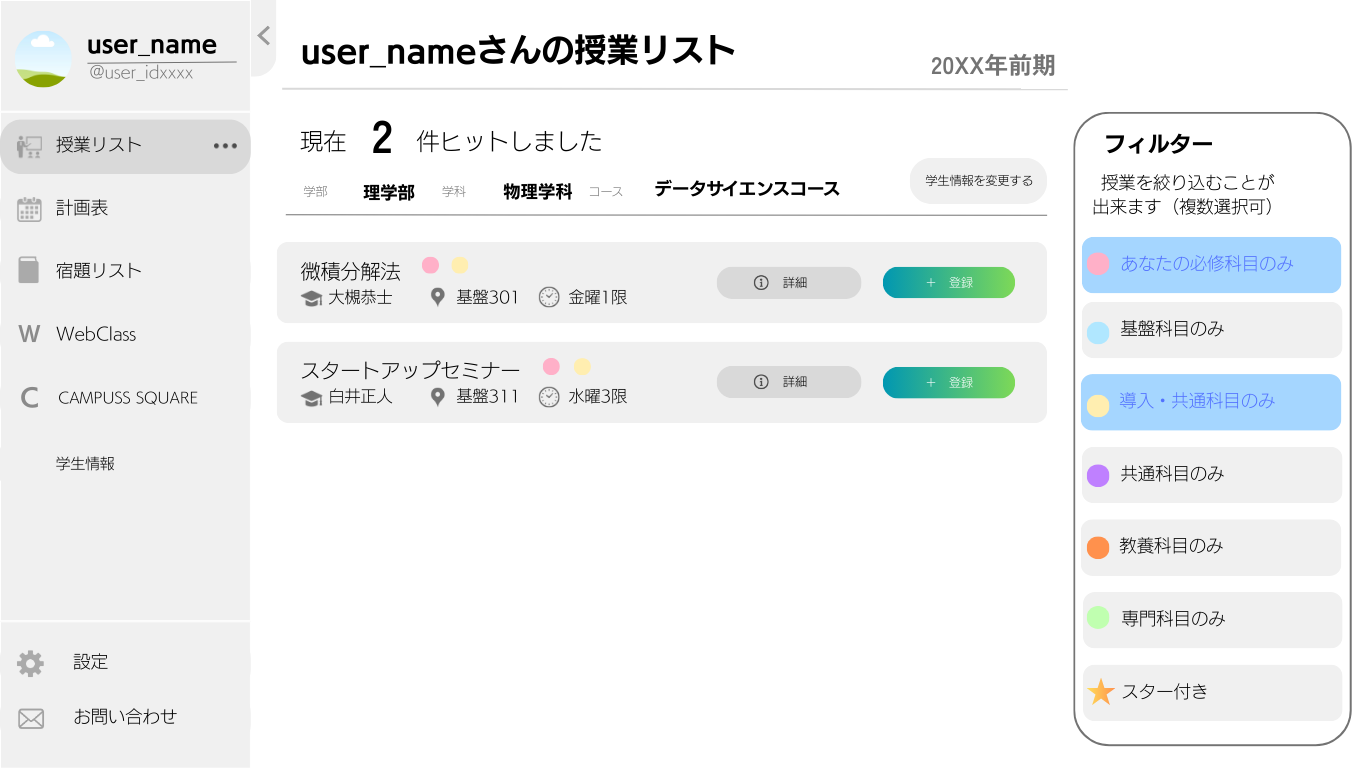 user_name
@user_idxxxx
授業リスト
計画表
宿題リスト
W WebClass
C CAMPUSS SQUARE
学生情報
設定
お問い合わせ
user_nameさんの授業リスト
20XX年前期
現在 2 件ヒットしました
学部 理学部 学科 物理学科 コース データサイエンスコース
学生情報を変更する
微積分解法
大槻恭士 基盤301 金曜1限
詳細
+ 登録
スタートアップセミナー
白井正人 基盤311 水曜3限
詳細
+ 登録
フィルター
授業を絞り込むことが
出来ます（複数選択可）
あなたの必修科目のみ
基盤科目のみ
導入・共通科目のみ
共通科目のみ
教養科目のみ
専門科目のみ
スター付き